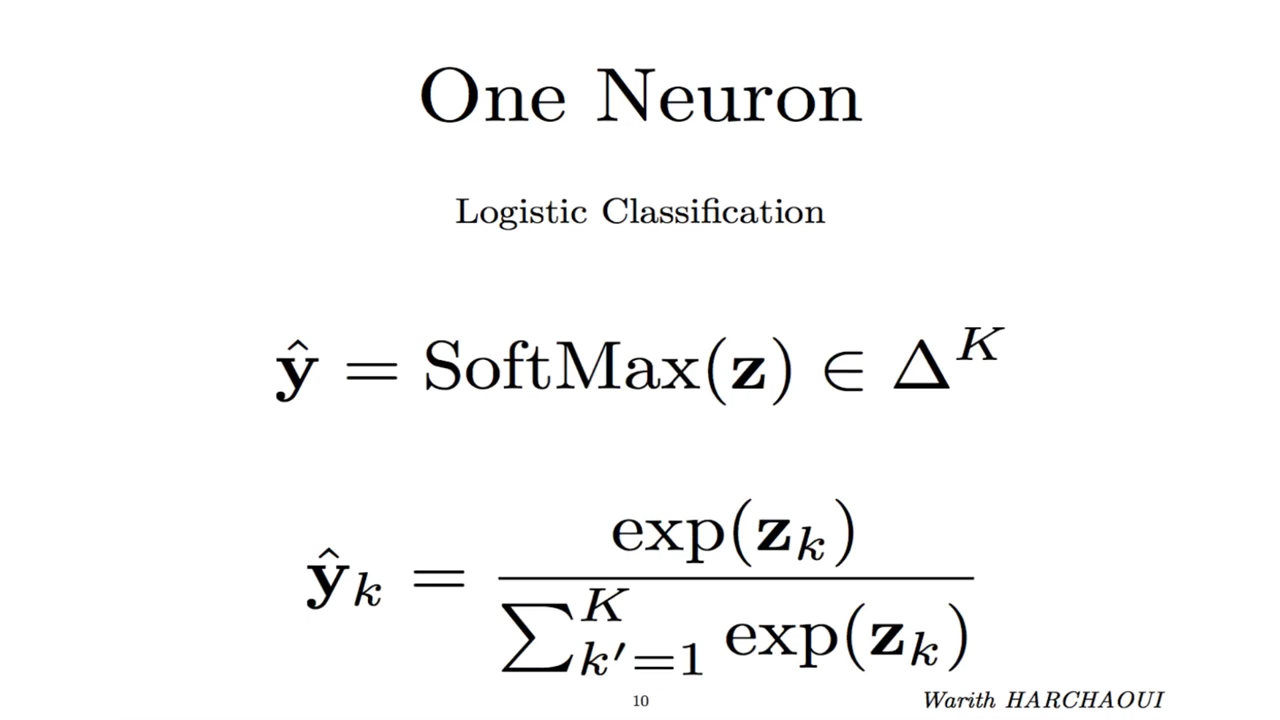 One Neuron
Logistic Classification
ŷ = SoftMax(z) ∈ Δ^K
ŷ_k = exp(z_k) / ∑_{k'=1}^K exp(z_k)
10
Warith HARCHAOUI